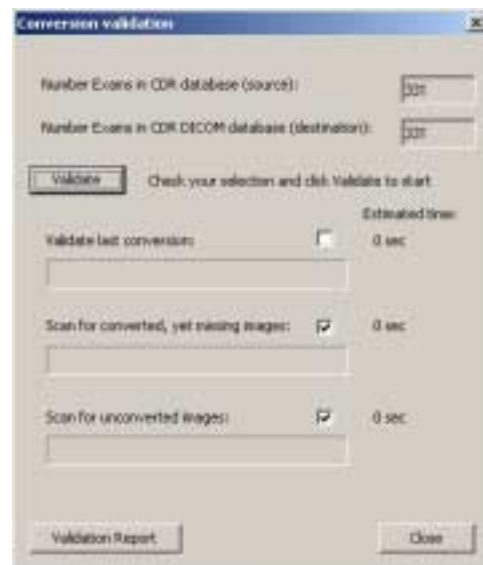 Conversion validation
Number Exams in CDR database (source):
Number Exams in CDR DICOM database (destination):
Validate Check your selection and click Validate to start
Estimated time:
Validate last conversion: 0 sec
Scan for converted, yet missing images: 0 sec
Scan for unconverted images: 0 sec
Validation Report Close